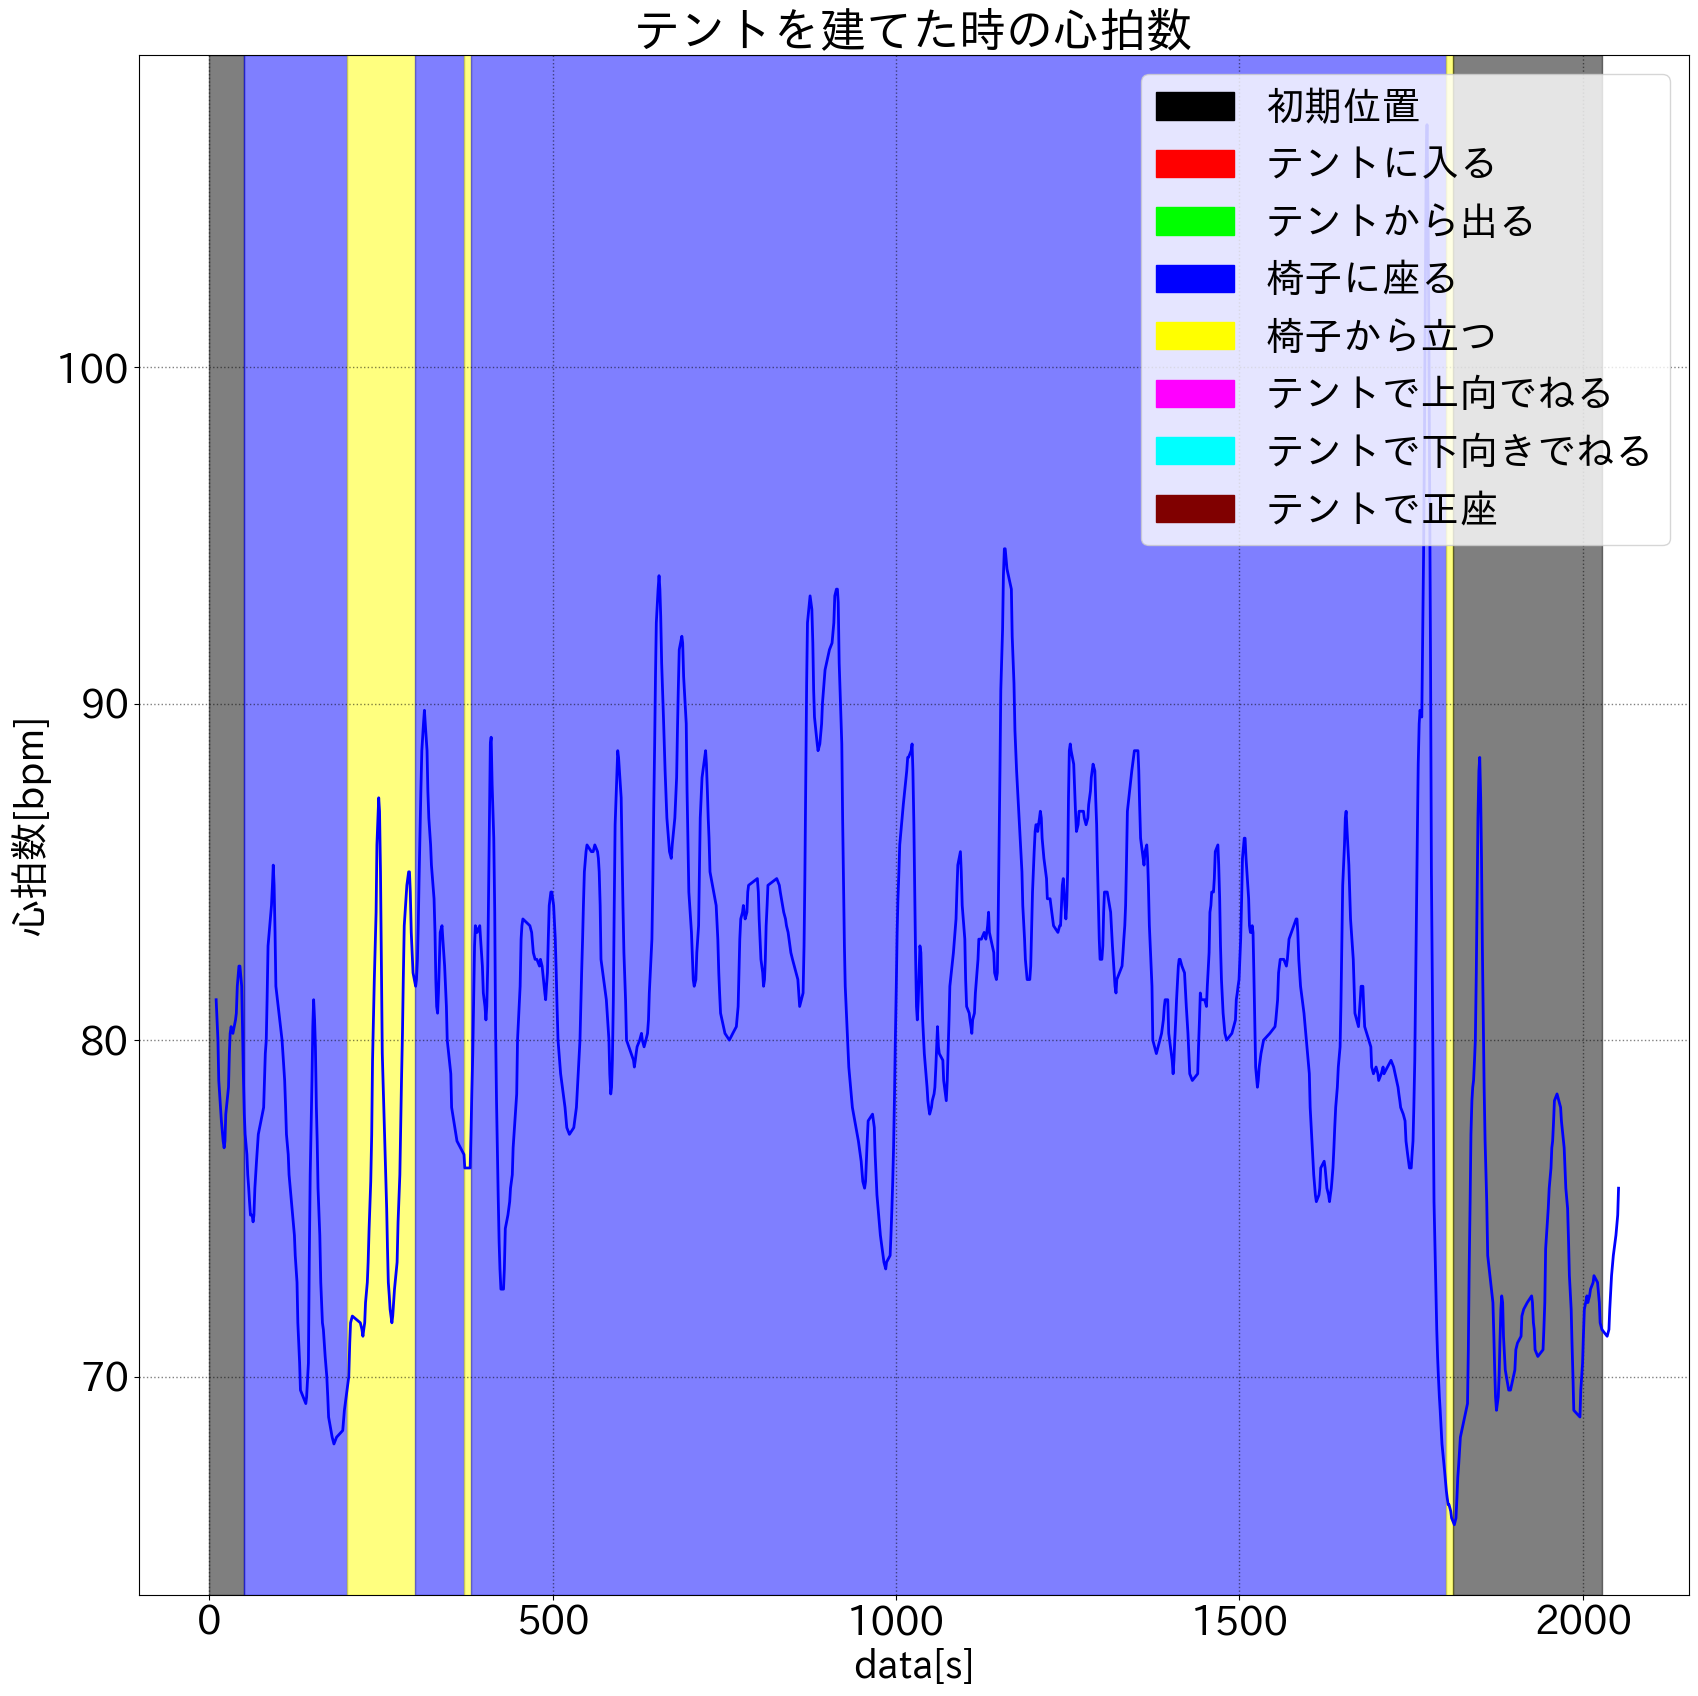 テントを建てた時の心拍数
初期位置
テントに入る
テントから出る
椅子に座る
椅子から立つ
テントで上向でねる
テントで下向きでねる
テントで正座
心拍数[bpm]
100
90
80
70
0 500 1000 1500 2000
data[s]